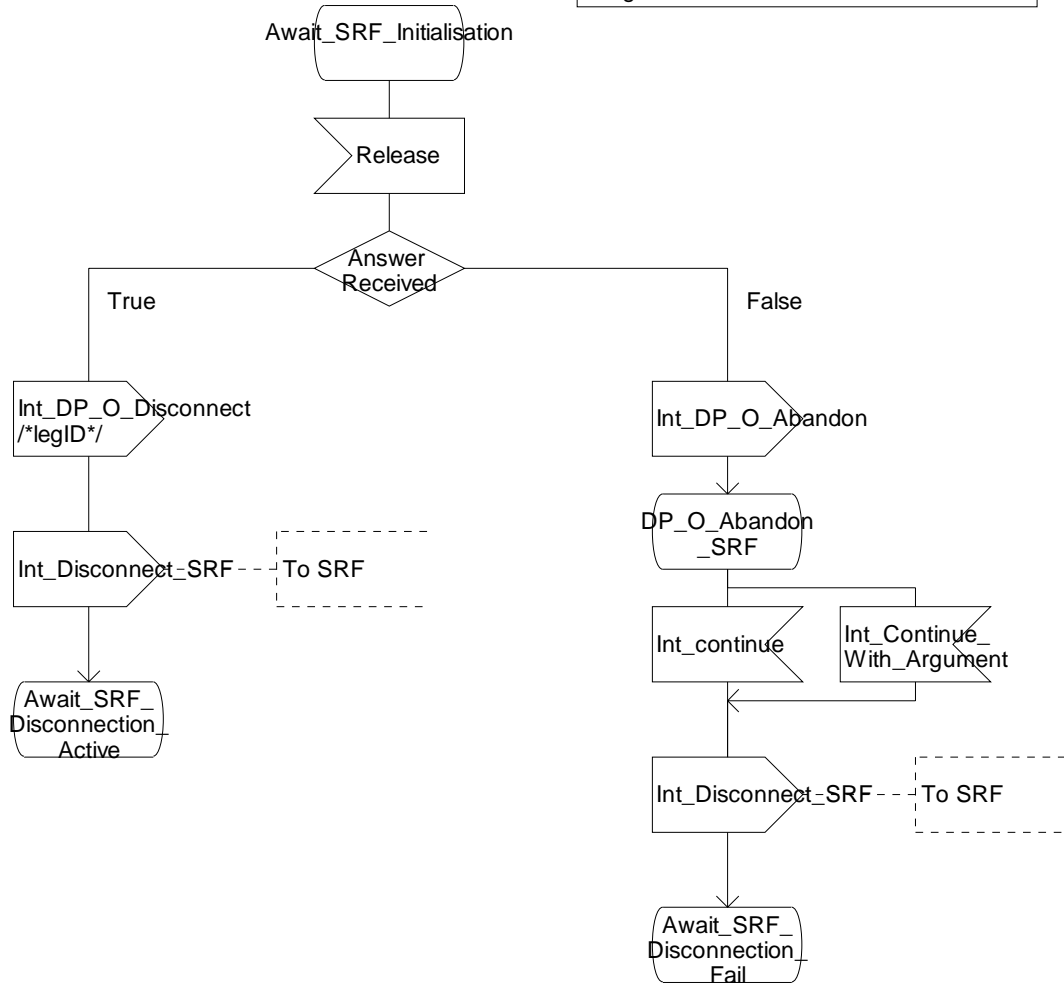 Await_SRF_Initialisation
Release
Answer
Received
True
False
Int_DP_O_Disconnect
/*legID*/
Int_DP_O_Abandon
DP_O_Abandon
_SRF
Int_Disconnect_SRF
To SRF
Int_continue
Int_Continue_
With_Argument
Await_SRF_
Disconnection_
Active
Int_Disconnect_SRF
To SRF
Await_SRF_
Disconnection_
Fail